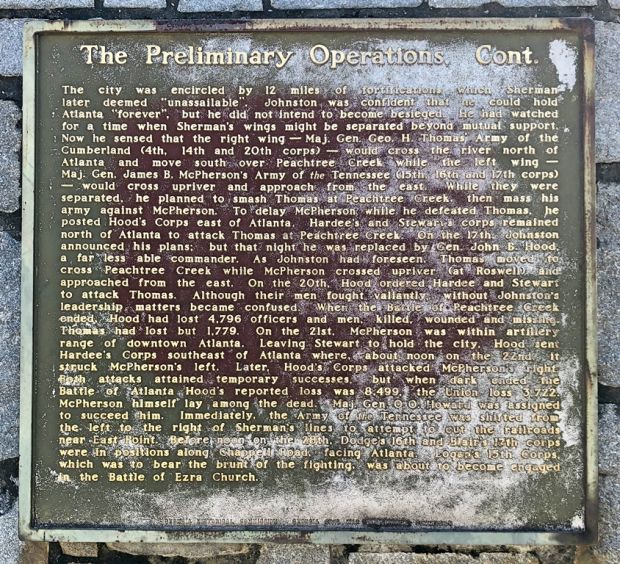 The Preliminary Operations. Cont.
The city was encircled by 12 miles of fortifications which Sherman
later deemed "unassailable". Johnston was confident that he could hold
Atlanta "forever", but he did not intend to become besieged. He had watched
for a time when Sherman's wings might be separated beyond mutual support.
Now he sensed that the right wing — Maj. Gen. Geo. H. Thomas' Army of the
Cumberland (4th, 14th and 20th corps) — would cross the river north of
Atlanta and move south over Peachtree Creek while the left wing —
Maj. Gen. James B. McPherson's Army of the Tennessee (15th, 16th and 17th corps)
— would cross upriver and approach from the east. While they were
separated, he planned to smash Thomas at Peachtree Creek, then mass his
army against McPherson. To delay McPherson while he defeated Thomas, he
posted Hood's Corps east of Atlanta. Hardee's and Stewart's corps remained
north of Atlanta to attack Thomas at Peachtree Creek. On the 17th, Johnston
announced his plans; but that night he was replaced by Gen. John B. Hood,
a far less able commander. As Johnston had foreseen, Thomas moved to
cross Peachtree Creek while McPherson crossed upriver (at Roswell) and
approached from the east. On the 20th, Hood ordered Hardee and Stewart
to attack Thomas. Although their men fought valiantly, without Johnston's
leadership matters became confused. When the Battle of Peachtree Creek
ended, Hood had lost 4,796 officers and men, killed, wounded and missing.
Thomas had lost but 1,779. On the 21st, McPherson was within artillery
range of downtown Atlanta. Leaving Stewart to hold the city, Hood sent
Hardee's Corps southeast of Atlanta where, about noon on the 22nd, it
struck McPherson's left. Later, Hood's Corps attacked McPherson's right.
Both attacks attained temporary successes, but when dark ended the
Battle of Atlanta Hood's reported loss was 8,499, the Union loss 3,722.
McPherson himself lay among the dead. Maj. Gen. O. O. Howard was assigned
to succeed him. Immediately, the Army of the Tennessee was shifted from
the left to the right of Sherman's lines to attempt to cut the railroads
near East Point. Before noon on the 28th, Dodge's 16th and Blair's 17th corps
were in positions along Chappell Road, facing Atlanta. Logan's 15th Corps,
which was to bear the brunt of the fighting, was about to become engaged
in the Battle of Ezra Church.